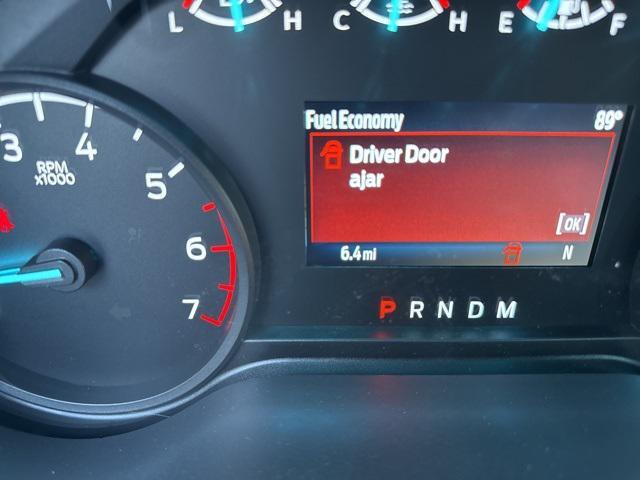 L H C H E F
Fuel Economy 89°
Driver Door
ajar
[OK]
6.4 mi N
3 4 5 6 7
RPM
x1000
P R N D M